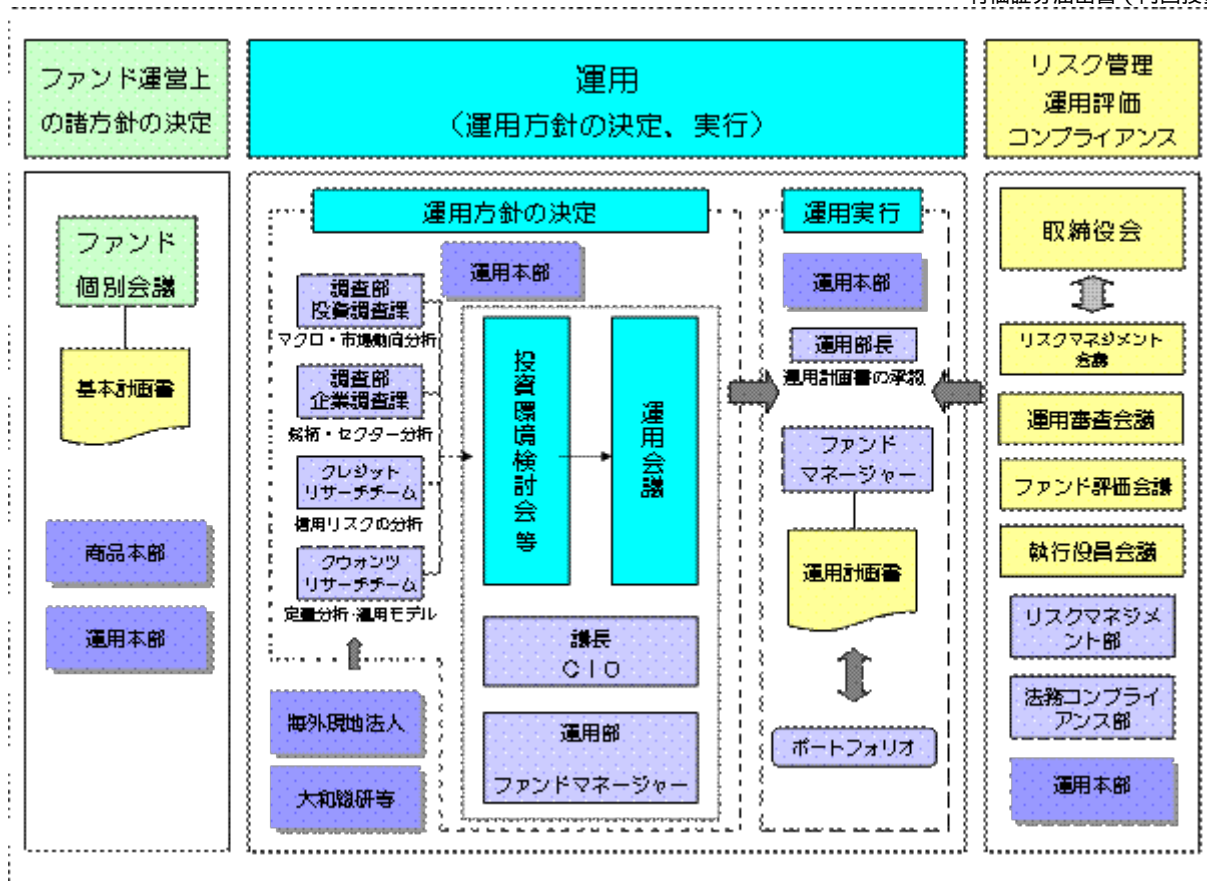 ファンド運営上
の諸方針の決定
運用
（運用方針の決定、実行）
リスク管理
運用評価
コンプライアンス
ファンド
個別会議
基本計画書
商品本部
運用本部
運用方針の決定
運用本部
調査部
投資調査課
マクロ・市場動向分析
調査部
企業調査課
銘柄・セクター分析
クレジット
リサーチチーム
信用リスクの分析
クウォンツ
リサーチチーム
定量分析・運用モデル
海外現地法人
大和総研等
投資環境検討会等
運用会議
議長
ＣＩＯ
運用部
ファンドマネージャー
運用実行
運用本部
運用部長
運用計画書の承認
ファンド
マネージャー
運用計画書
ポートフォリオ
取締役会
リスクマネジメント
会議
運用審査会議
ファンド評価会議
執行役員会議
リスクマネジメ
ント部
法務コンプライ
アンス部
運用本部